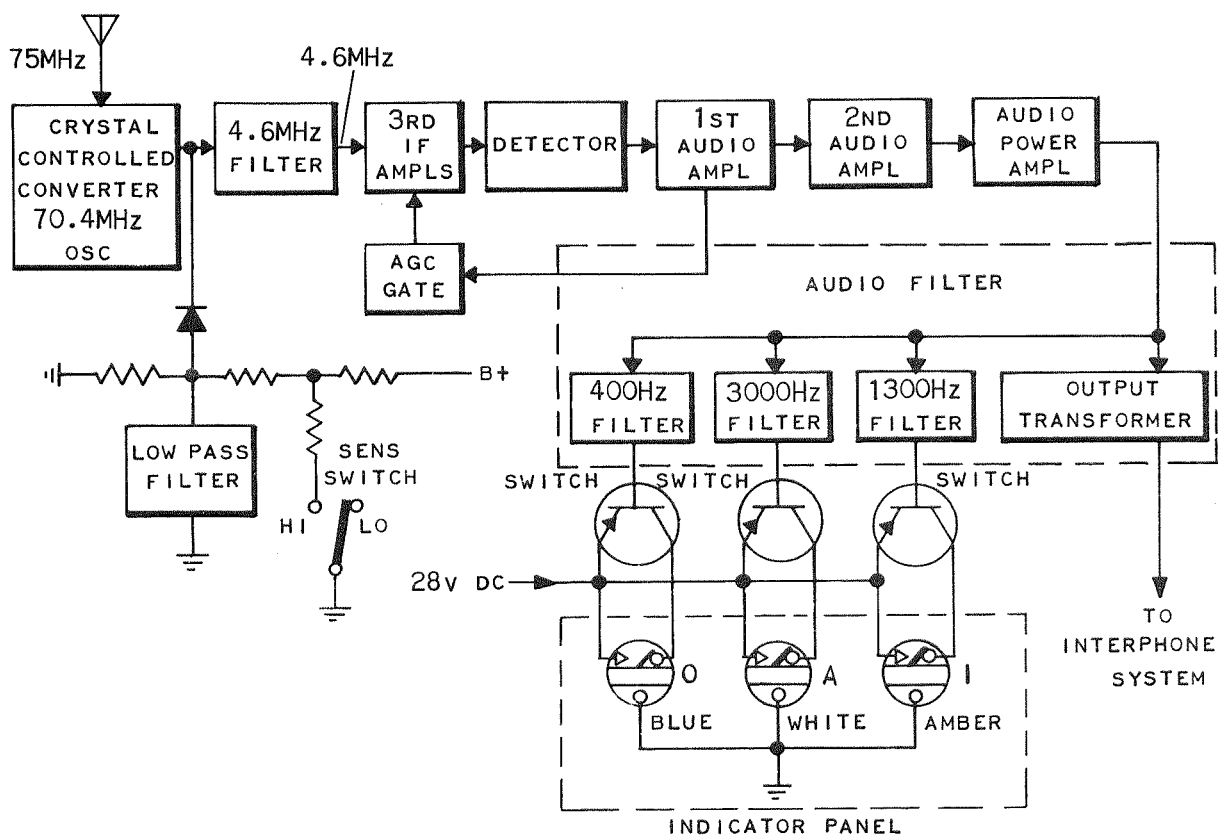 75MHz
4.6MHz
CRYSTAL
CONTROLLED
CONVERTER
70.4MHz
OSC
4.6MHz
FILTER
3RD
IF
AMPLS
DETECTOR
1ST
AUDIO
AMPL
2ND
AUDIO
AMPL
AUDIO
POWER
AMPL
AGC
GATE
AUDIO FILTER
B+
400Hz
FILTER
3000Hz
FILTER
1300Hz
FILTER
OUTPUT
TRANSFORMER
LOW PASS
FILTER
SENS
SWITCH
HI
LO
SWITCH
SWITCH
SWITCH
28V DC
TO
INTERPHONE
SYSTEM
O
A
I
BLUE
WHITE
AMBER
INDICATOR PANEL